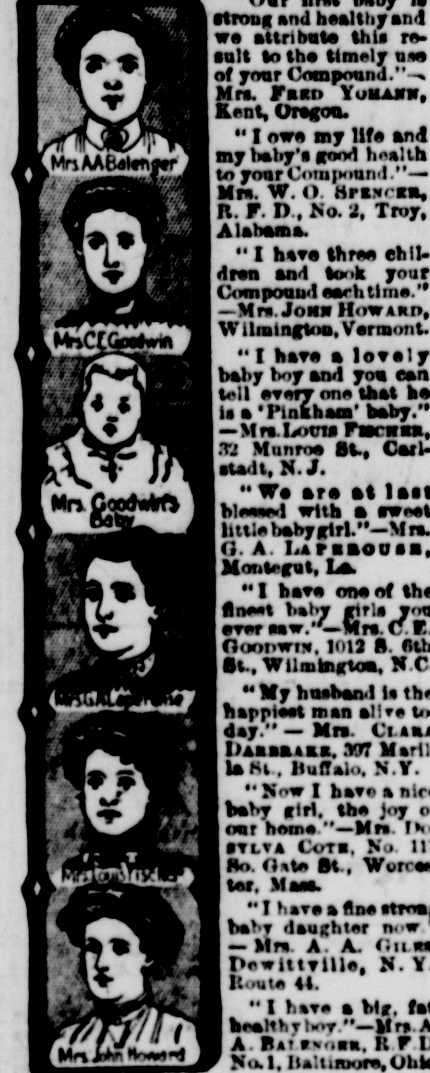 Mrs A A Balenger
Mrs C E Goodwin
Mrs. Goodwin's
Baby
Mrs G A Laperouse
Mrs Louis Fischer
Mrs John Howard
Our first baby is
strong and healthy and
we attribute this re-
sult to the timely use
of your Compound."—
Mrs. FRED YOHANN,
Kent, Oregon.
"I owe my life and
my baby's good health
to your Compound."—
Mrs. W. O. SPENCER,
R. F. D., No. 2, Troy,
Alabama.
"I have three chil-
dren and took your
Compound each time."
—Mrs. JOHN HOWARD,
Wilmington, Vermont.
"I have a lovely
baby boy and you can
tell every one that he
is a 'Pinkham' baby."
—Mrs. LOUIS FISCHER,
32 Munroe St., Carl-
stadt, N. J.
"We are at last
blessed with a sweet
little baby girl."—Mrs.
G. A. LAPEROUSE,
Montegut, La.
"I have one of the
finest baby girls you
ever saw."—Mrs. C. E.
GOODWIN, 1012 S. 6th
St., Wilmington, N. C
"My husband is the
happiest man alive to-
day."— Mrs. CLARA
DARBRAKE, 397 Maril
la St., Buffalo, N. Y.
"Now I have a nice
baby girl, the joy o
our home."—Mrs. Do
SYLVA COTE, No. 11
So. Gate St., Worces
ter, Mass.
"I have a fine strong
baby daughter now.
— Mrs. A. A. GILES
Dewittville, N. Y.
Route 44.
"I have a big, fat
healthy boy."—Mrs. A
A. BALENGER, R. F. D
No. 1, Baltimore, Ohio